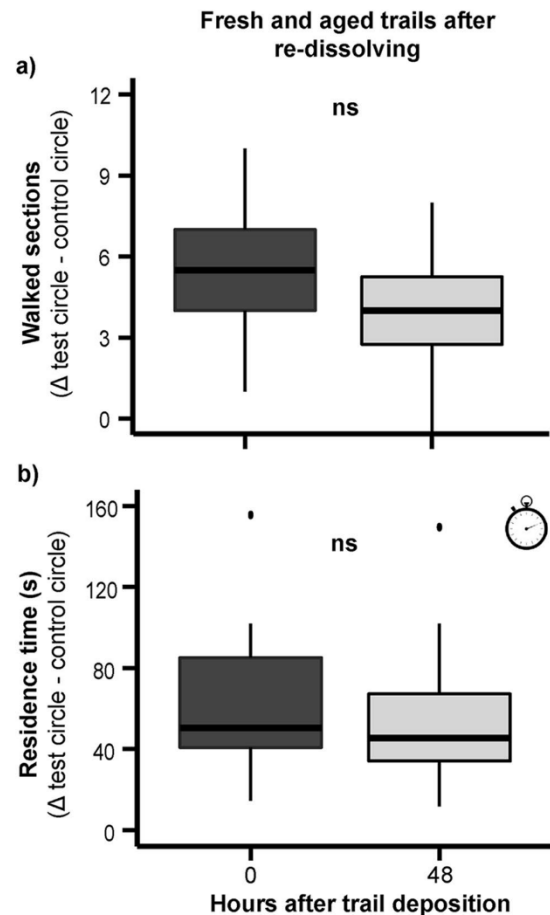 Fresh and aged trails after
re-dissolving
a)
Walked sections
(Δ test circle - control circle)
12
9
6
3
0
ns
b)
Residence time (s)
(Δ test circle - control circle)
160
120
80
40
0
ns
0 48
Hours after trail deposition